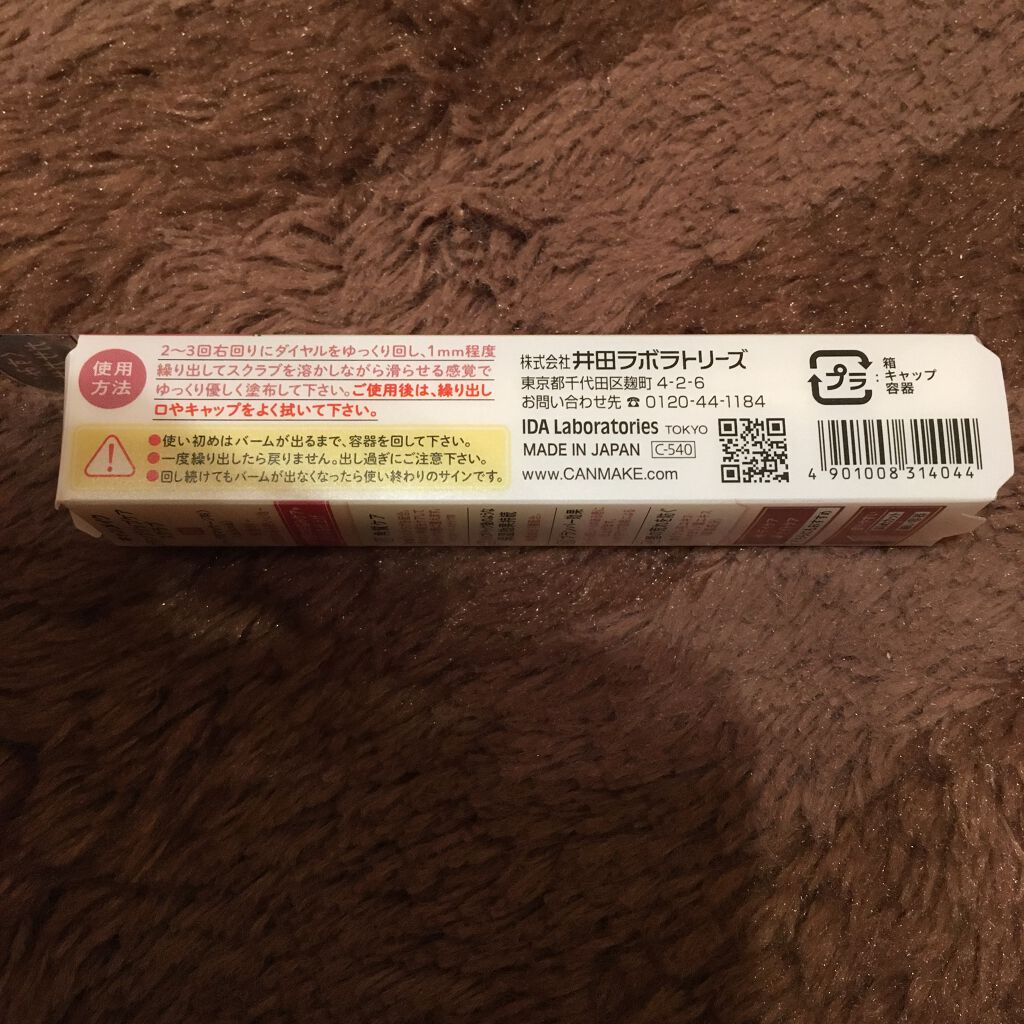 使用
方法
2〜3回右回りにダイヤルをゆっくり回し、1mm程度
繰り出してスクラブを溶かしながら滑らせる感覚で
ゆっくり優しく塗布して下さい。ご使用後は、繰り出し
口やキャップをよく拭いて下さい。
●使い初めはバームが出るまで、容器を回して下さい。
●一度繰り出したら戻りません。出し過ぎにご注意下さい。
●回し続けてもバームが出なくなったら使い終わりのサインです。
株式会社 井田ラボラトリーズ
東京都千代田区麹町 4-2-6
お問い合わせ先 ☎ 0120-44-1184
IDA Laboratories TOKYO
MADE IN JAPAN C-540
www.CANMAKE.com
プラ
: 箱
キャップ
容器
4 901008 314044